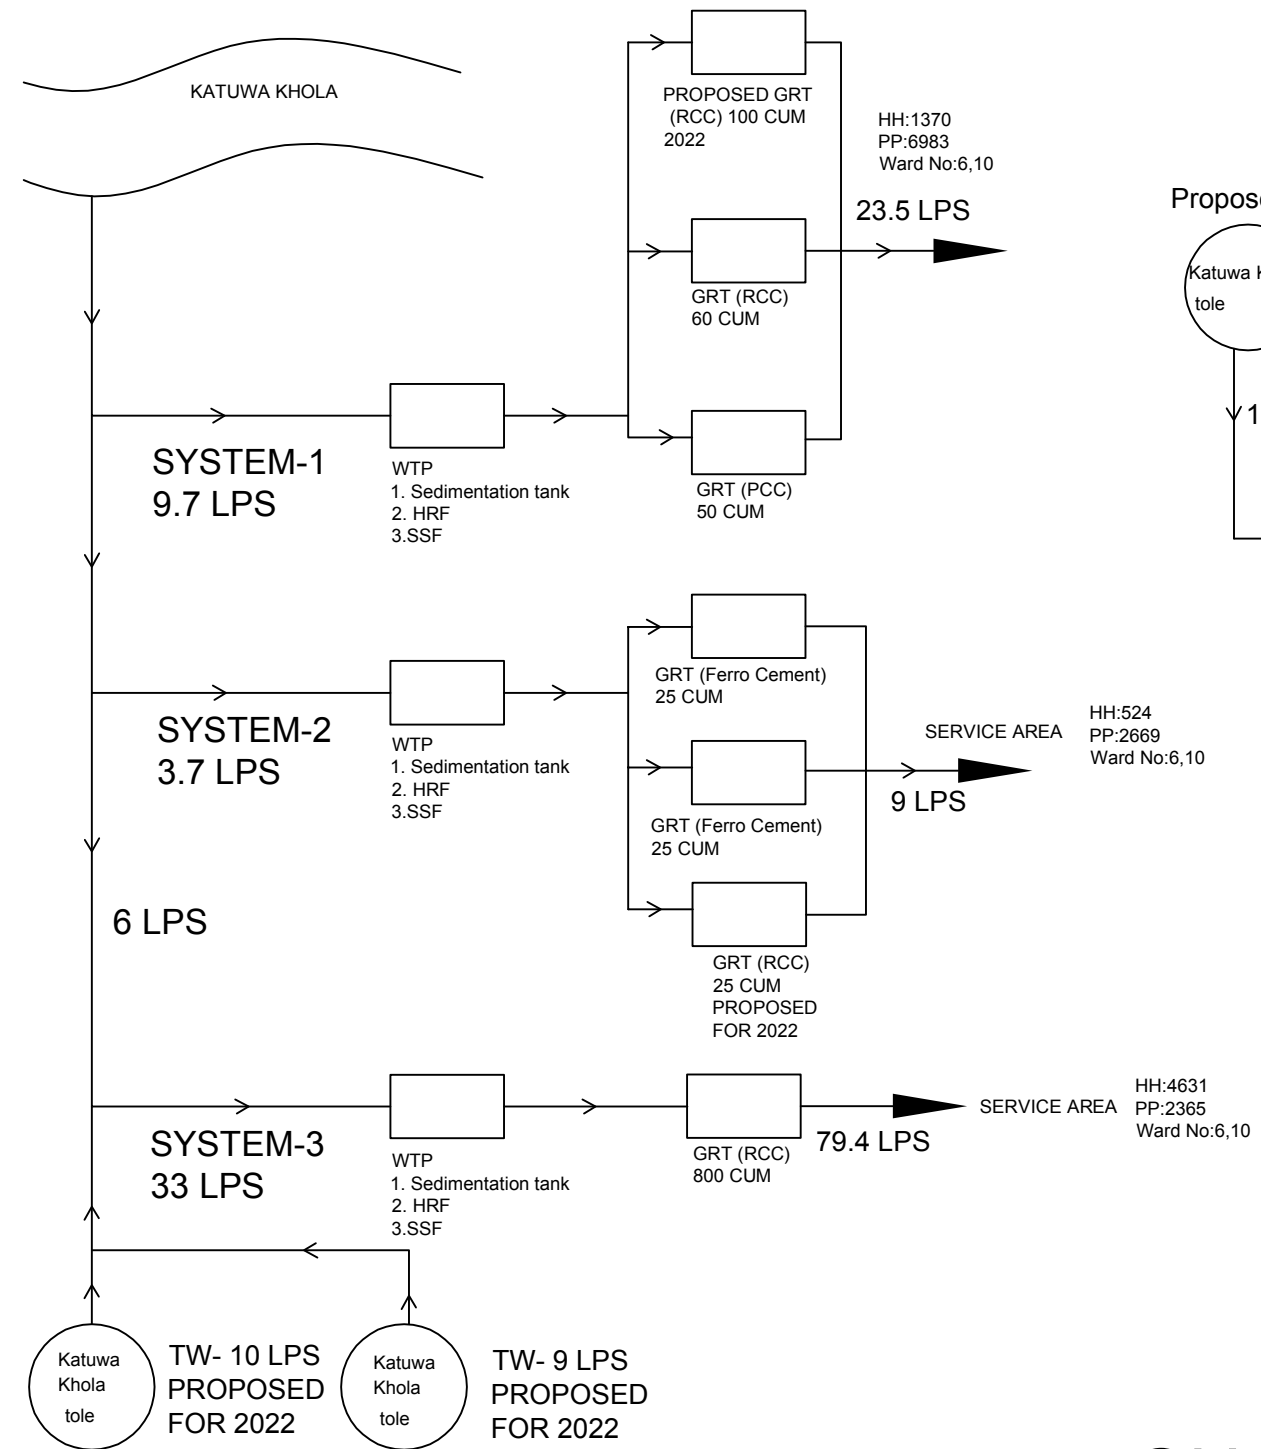 KATUWA KHOLA
PROPOSED GRT
(RCC) 100 CUM
2022
HH:1370
PP:6983
Ward No:6,10
23.5 LPS
GRT (RCC)
60 CUM
GRT (PCC)
50 CUM
SYSTEM-1
9.7 LPS
WTP
1. Sedimentation tank
2. HRF
3.SSF
Katuwa
tole
1
SYSTEM-2
3.7 LPS
WTP
1. Sedimentation tank
2. HRF
3.SSF
GRT (Ferro Cement)
25 CUM
GRT (Ferro Cement)
25 CUM
GRT (RCC)
25 CUM
PROPOSED
FOR 2022
SERVICE AREA
HH:524
PP:2669
Ward No:6,10
9 LPS
6 LPS
SYSTEM-3
33 LPS
WTP
1. Sedimentation tank
2. HRF
3.SSF
GRT (RCC)
800 CUM
79.4 LPS
SERVICE AREA
HH:4631
PP:2365
Ward No:6,10
Katuwa
Khola
tole
TW- 10 LPS
PROPOSED
FOR 2022
Katuwa
Khola
tole
TW- 9 LPS
PROPOSED
FOR 2022